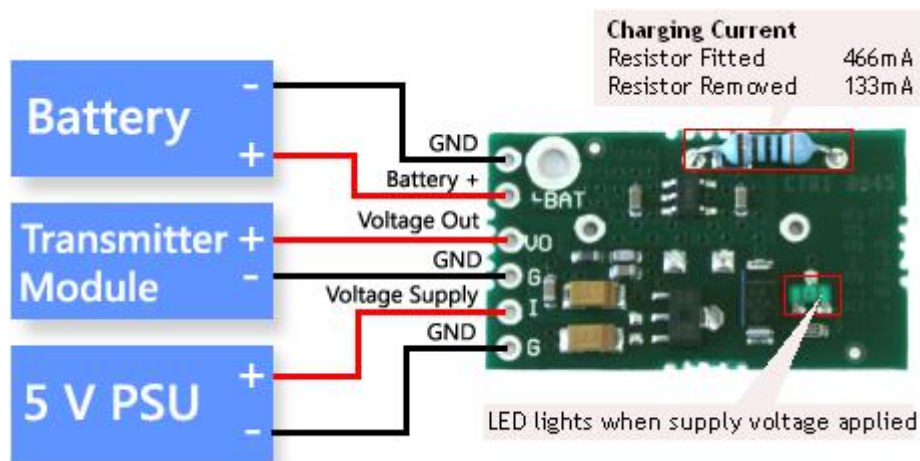 Charging Current
Resistor Fitted 466mA
Resistor Removed 133mA
Battery
-
+
GND
Battery +
BAT
Transmitter
Module
+
-
Voltage Out
VO
GND
G
Voltage Supply
I
GND
G
5 V PSU
+
-
LED lights when supply voltage applied